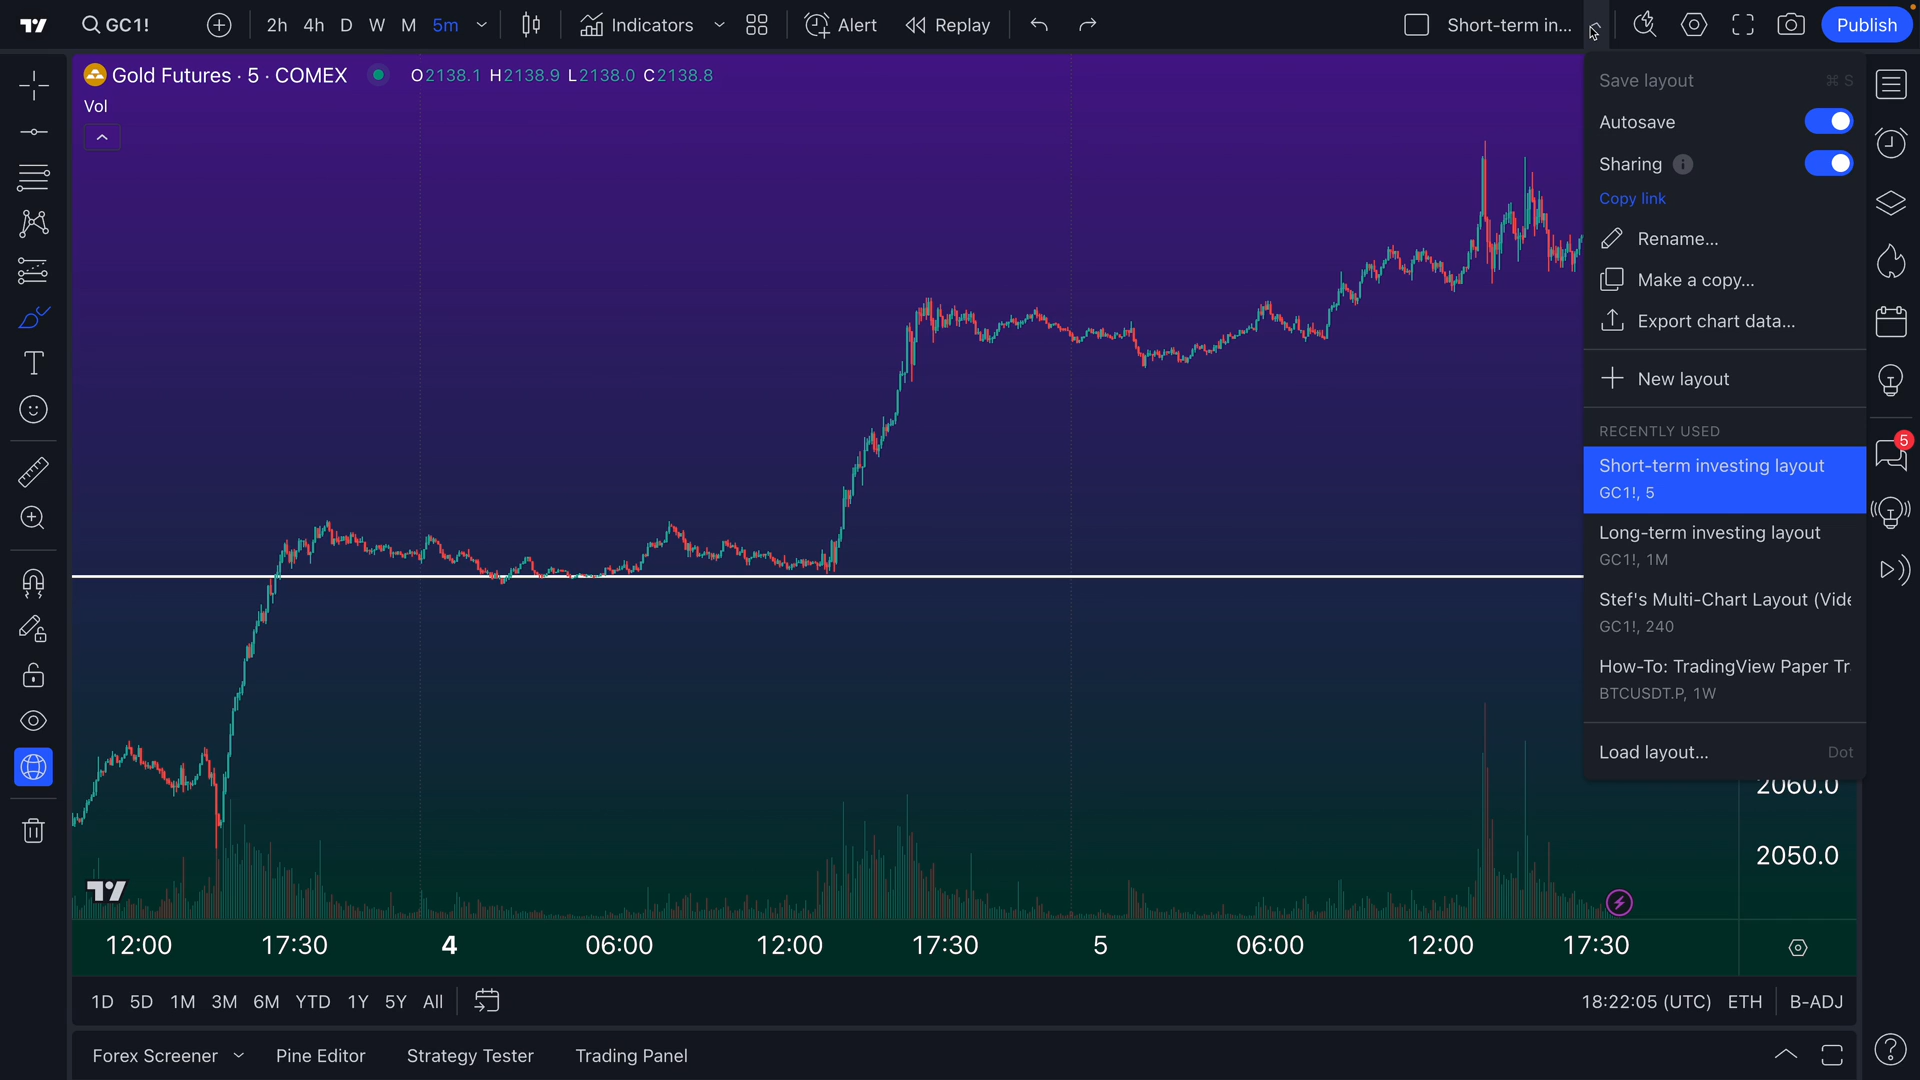 GC1! 2h 4h D W M 5m Indicators Alert Replay Short-term in... Publish
Gold Futures · 5 · COMEX O2138.1 H2138.9 L2138.0 C2138.8
Vol
Save layout ⌘ S
Autosave
Sharing
Copy link
Rename...
Make a copy...
Export chart data...
New layout
RECENTLY USED
Short-term investing layout
GC1!, 5
Long-term investing layout
GC1!, 1M
Stef's Multi-Chart Layout (Vide
GC1!, 240
How-To: TradingView Paper Tr
BTCUSDT.P, 1W
Load layout... Dot
5
2060.0
2050.0
12:00 17:30 4 06:00 12:00 17:30 5 06:00 12:00 17:30
1D 5D 1M 3M 6M YTD 1Y 5Y All 18:22:05 (UTC) ETH B-ADJ
Forex Screener Pine Editor Strategy Tester Trading Panel